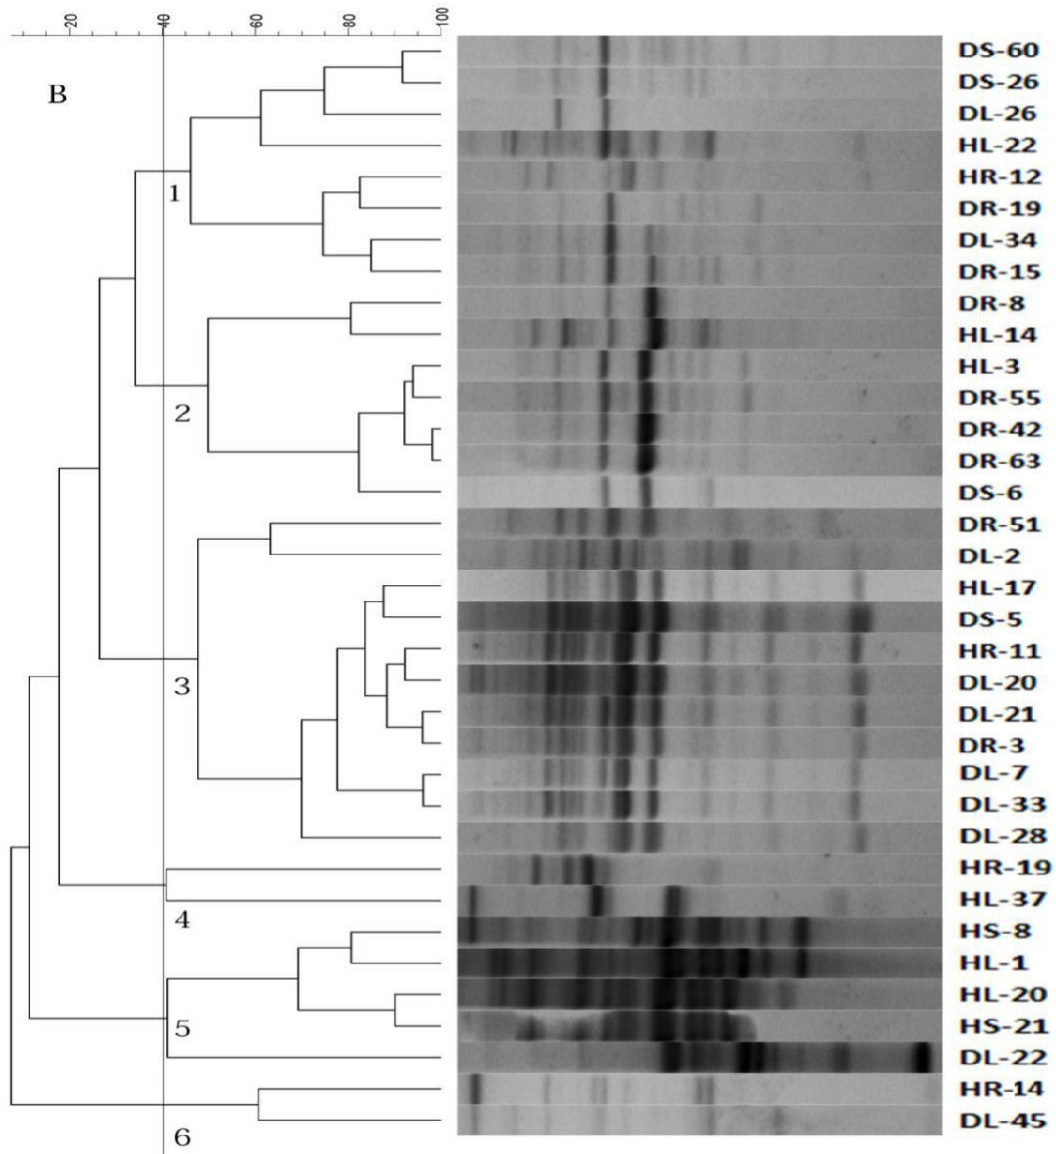 20 40 60 80 100
B
DS-60
DS-26
DL-26
HL-22
HR-12
1
DR-19
DL-34
DR-15
DR-8
HL-14
HL-3
DR-55
2
DR-42
DR-63
DS-6
DR-51
DL-2
HL-17
DS-5
HR-11
DL-20
3
DL-21
DR-3
DL-7
DL-33
DL-28
HR-19
HL-37
4
HS-8
HL-1
HL-20
5
HS-21
DL-22
HR-14
DL-45
6